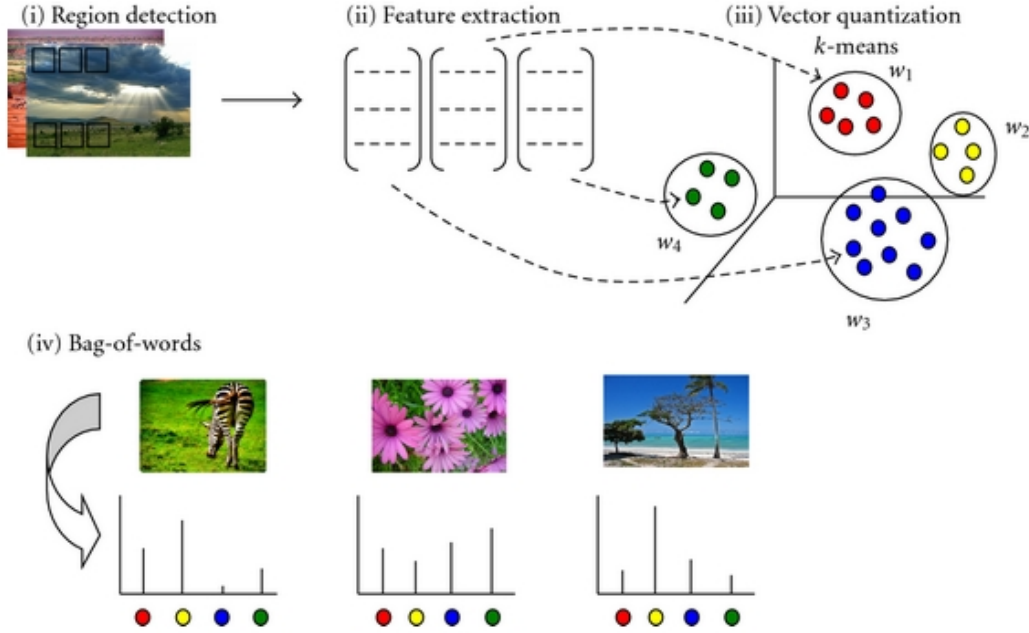 (i) Region detection
(ii) Feature extraction
(iii) Vector quantization
k-means
w1
w2
w4
w3
(iv) Bag-of-words